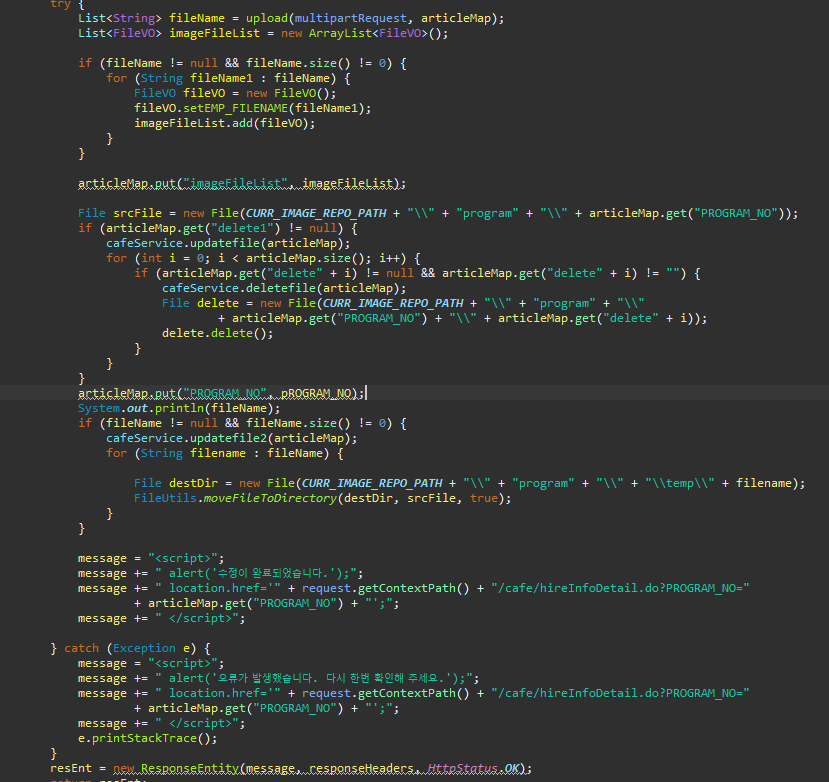 try {
List<String> fileName = upload(multipartRequest, articleMap);
List<FileVO> imageFileList = new ArrayList<FileVO>();
if (fileName != null && fileName.size() != 0) {
for (String fileName1 : fileName) {
FileVO fileVO = new FileVO();
fileVO.setEMP_FILENAME(fileName1);
imageFileList.add(fileVO);
}
}
articleMap.put("imageFileList", imageFileList);
File srcFile = new File(CURR_IMAGE_REPO_PATH + "\\" + "program" + "\\" + articleMap.get("PROGRAM_NO"));
if (articleMap.get("delete1") != null) {
cafeService.updatefile(articleMap);
for (int i = 0; i < articleMap.size(); i++) {
if (articleMap.get("delete" + i) != null && articleMap.get("delete" + i) != "") {
cafeService.deletefile(articleMap);
File delete = new File(CURR_IMAGE_REPO_PATH + "\\" + "program" + "\\"
+ articleMap.get("PROGRAM_NO") + "\\" + articleMap.get("delete" + i));
delete.delete();
}
}
}
articleMap.put("PROGRAM_NO", pROGRAM_NO);
System.out.println(fileName);
if (fileName != null && fileName.size() != 0) {
cafeService.updatefile2(articleMap);
for (String filename : fileName) {
File destDir = new File(CURR_IMAGE_REPO_PATH + "\\" + "program" + "\\" + "\\temp\\" + filename);
FileUtils.moveFileToDirectory(destDir, srcFile, true);
}
}
message = "<script>";
message += " alert('수정이 완료되었습니다.');";
message += " location.href='" + request.getContextPath() + "/cafe/hireInfoDetail.do?PROGRAM_NO="
+ articleMap.get("PROGRAM_NO") + "';";
message += " </script>";
} catch (Exception e) {
message = "<script>";
message += " alert('오류가 발생했습니다. 다시 한번 확인해 주세요.');";
message += " location.href='" + request.getContextPath() + "/cafe/hireInfoDetail.do?PROGRAM_NO="
+ articleMap.get("PROGRAM_NO") + "';";
message += " </script>";
e.printStackTrace();
}
resEnt = new ResponseEntity(message, responseHeaders, HttpStatus.OK);